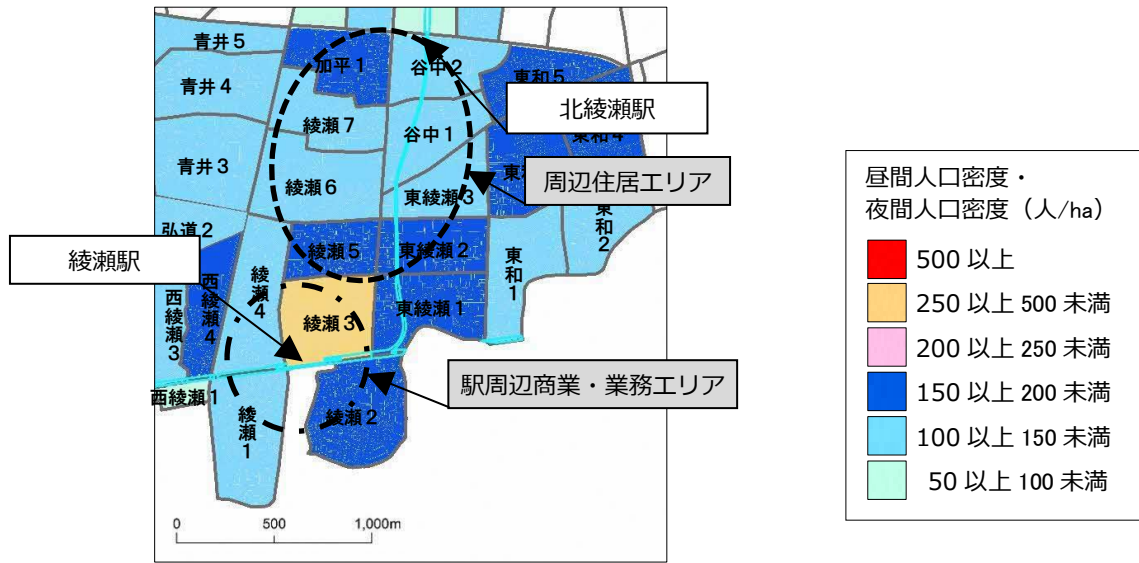 青井5
加平1
谷中2
東和5
青井4
北綾瀬駅
綾瀬7
谷中1
東和4
青井3
周辺住居エリア
綾瀬6
東綾瀬3
弘道2
東和2
綾瀬駅
綾瀬5
東綾瀬2
東和1
西綾瀬3
西綾瀬4
綾瀬4
綾瀬3
東綾瀬1
駅周辺商業・業務エリア
西綾瀬1
綾瀬1
綾瀬2
0 500 1,000m
昼間人口密度・
夜間人口密度（人/ha）
500 以上
250 以上 500 未満
200 以上 250 未満
150 以上 200 未満
100 以上 150 未満
50 以上 100 未満